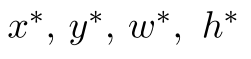 x*, y*, w*, h*